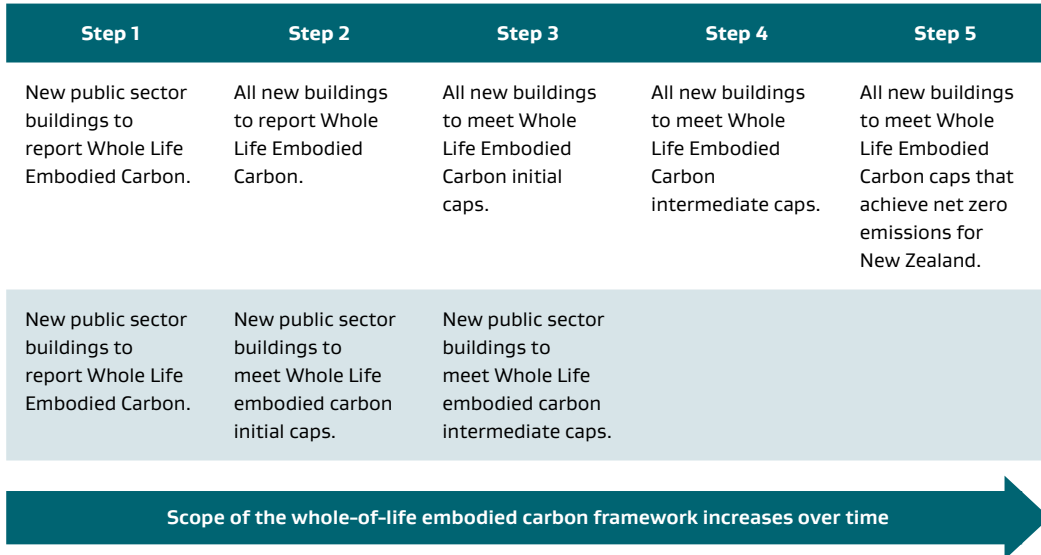 Step 1
Step 2
Step 3
Step 4
Step 5
New public sector
buildings to
report Whole Life
Embodied Carbon.
All new buildings
to report Whole
Life Embodied
Carbon.
All new buildings
to meet Whole
Life Embodied
Carbon initial
caps.
All new buildings
to meet Whole
Life Embodied
Carbon
intermediate caps.
All new buildings
to meet Whole
Life Embodied
Carbon caps that
achieve net zero
emissions for
New Zealand.
New public sector
buildings to
report Whole Life
Embodied Carbon.
New public sector
buildings to
meet Whole Life
embodied carbon
initial caps.
New public sector
buildings to
meet Whole Life
embodied carbon
intermediate caps.
Scope of the whole-of-life embodied carbon framework increases over time